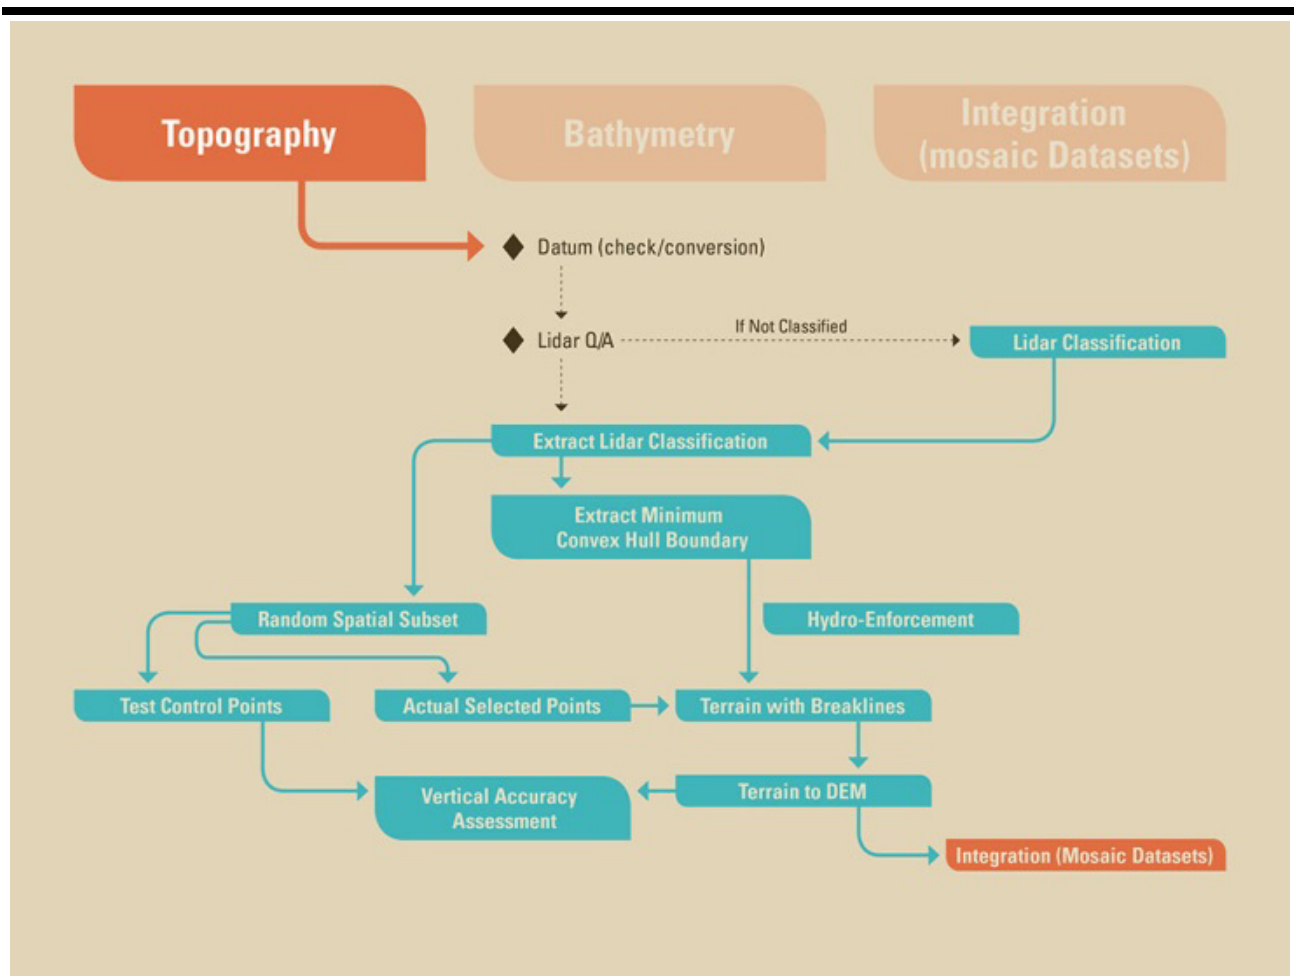 Topography
Bathymetry
Integration
(mosaic Datasets)
Datum (check/conversion)
Lidar Q/A
If Not Classified
Lidar Classification
Extract Lidar Classification
Extract Minimum
Convex Hull Boundary
Random Spatial Subset
Hydro-Enforcement
Test Control Points
Actual Selected Points
Terrain with Breaklines
Vertical Accuracy
Assessment
Terrain to DEM
Integration (Mosaic Datasets)